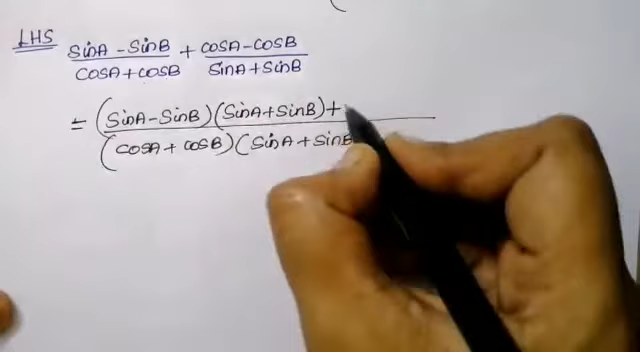 LHS
SinA - SinB / COSA + COSB + COSA - COSB / SinA + SinB
= (SinA - SinB)(SinA + SinB) +
(COSA + COSB)(SinA + SinB